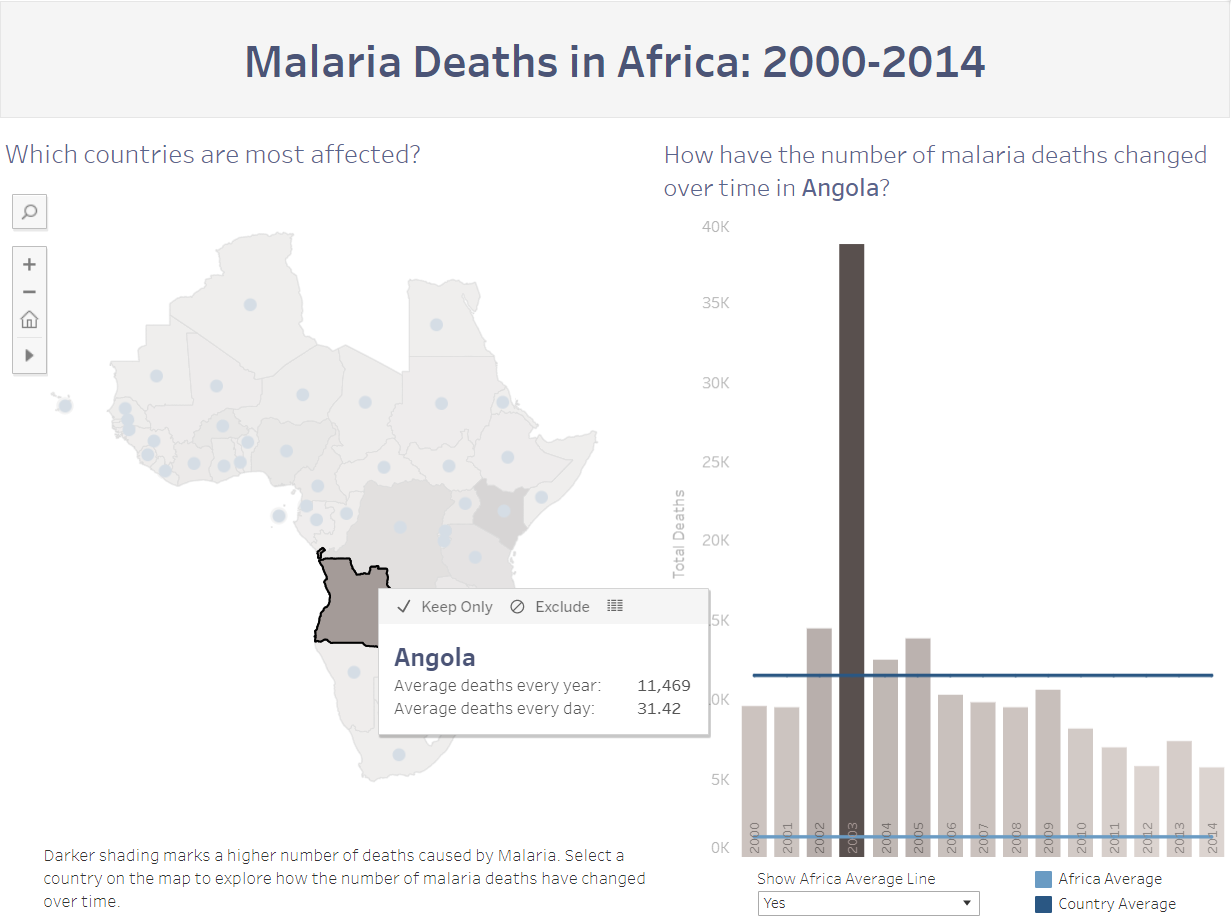 Malaria Deaths in Africa: 2000-2014
Which countries are most affected?
How have the number of malaria deaths changed
over time in Angola?
40K
35K
30K
25K
20K
5K
0K
5K
0K
Total Deaths
Keep Only
Exclude
Angola
Average deaths every year: 11,469
Average deaths every day: 31.42
2000
2001
2002
2003
2004
2005
2006
2007
2008
2009
2010
2011
2012
2013
2014
Darker shading marks a higher number of deaths caused by Malaria. Select a
country on the map to explore how the number of malaria deaths have changed
over time.
Show Africa Average Line
Yes
Africa Average
Country Average